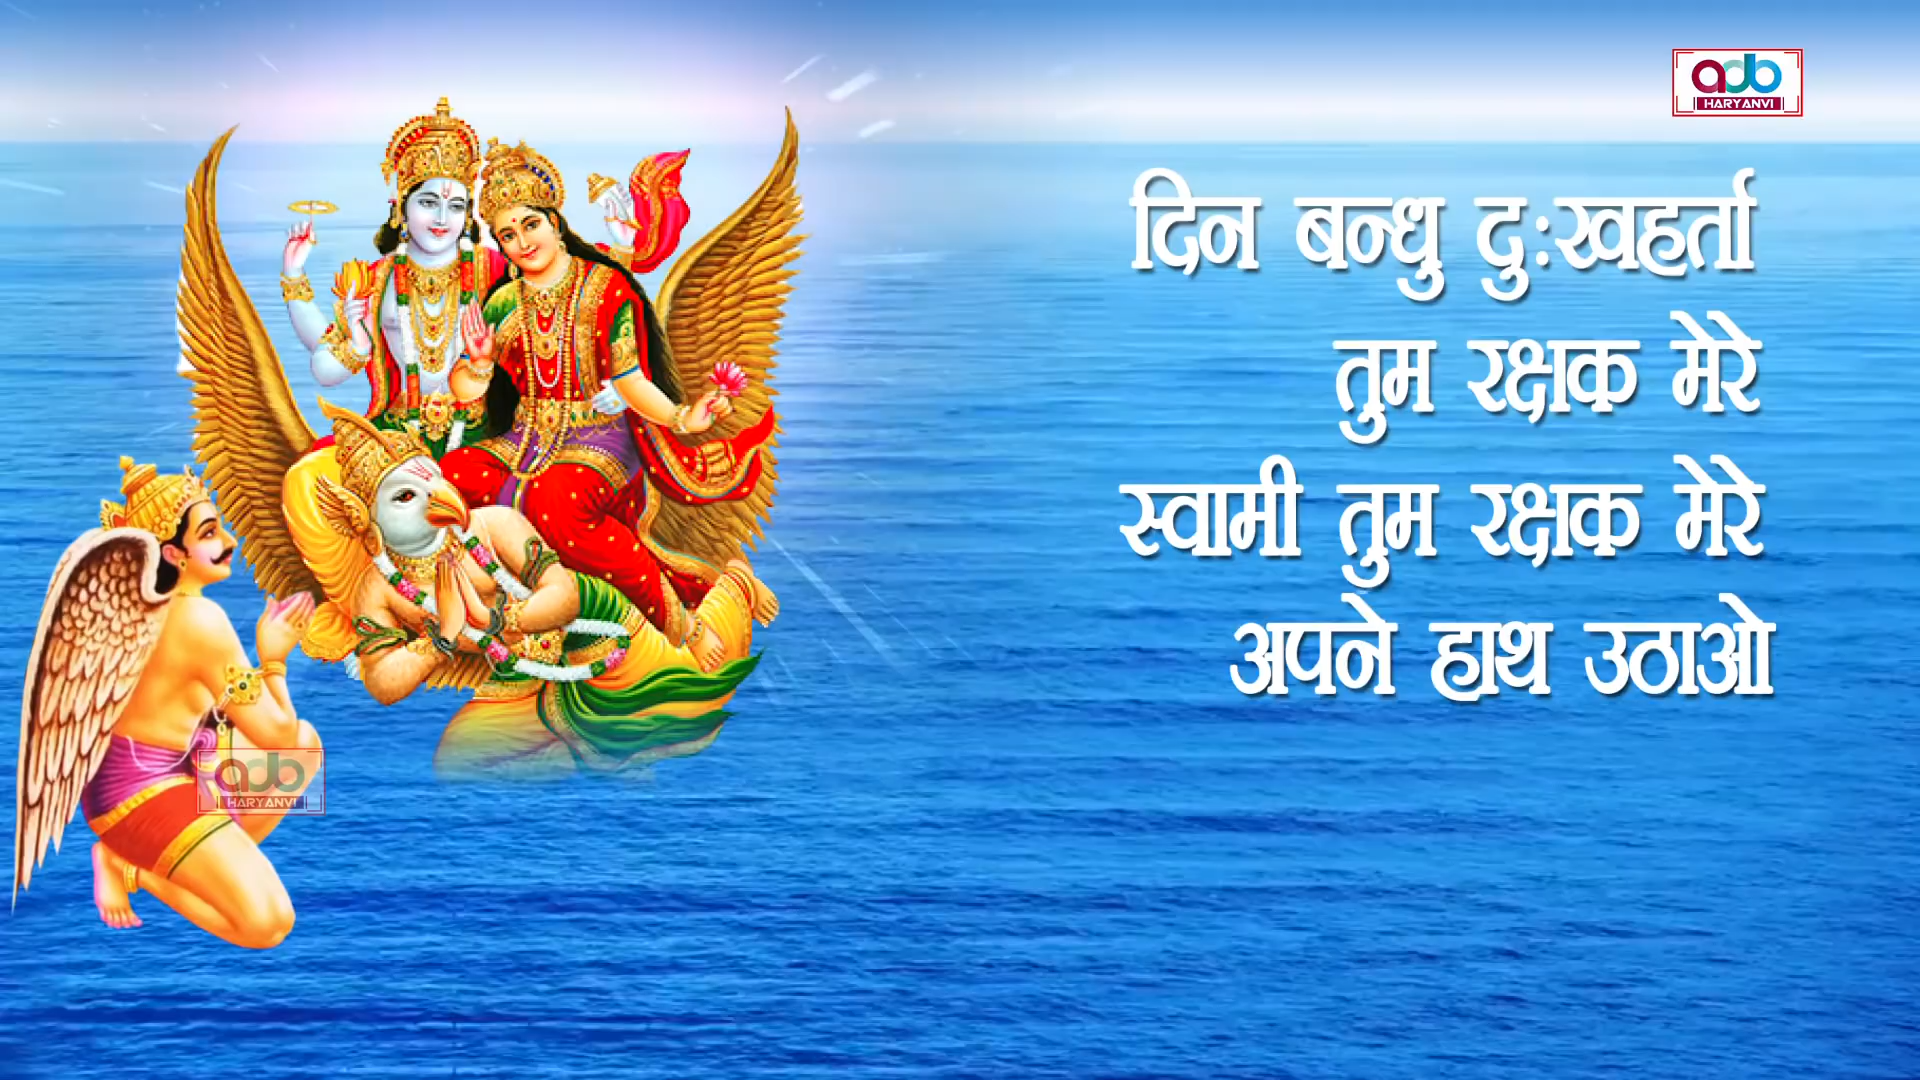 adb
HARYANVI
दिन बन्धु दुःखहर्ता
तुम रक्षक मेरे
स्वामी तुम रक्षक मेरे
अपने हाथ उठाओ
adb
HARYANVI